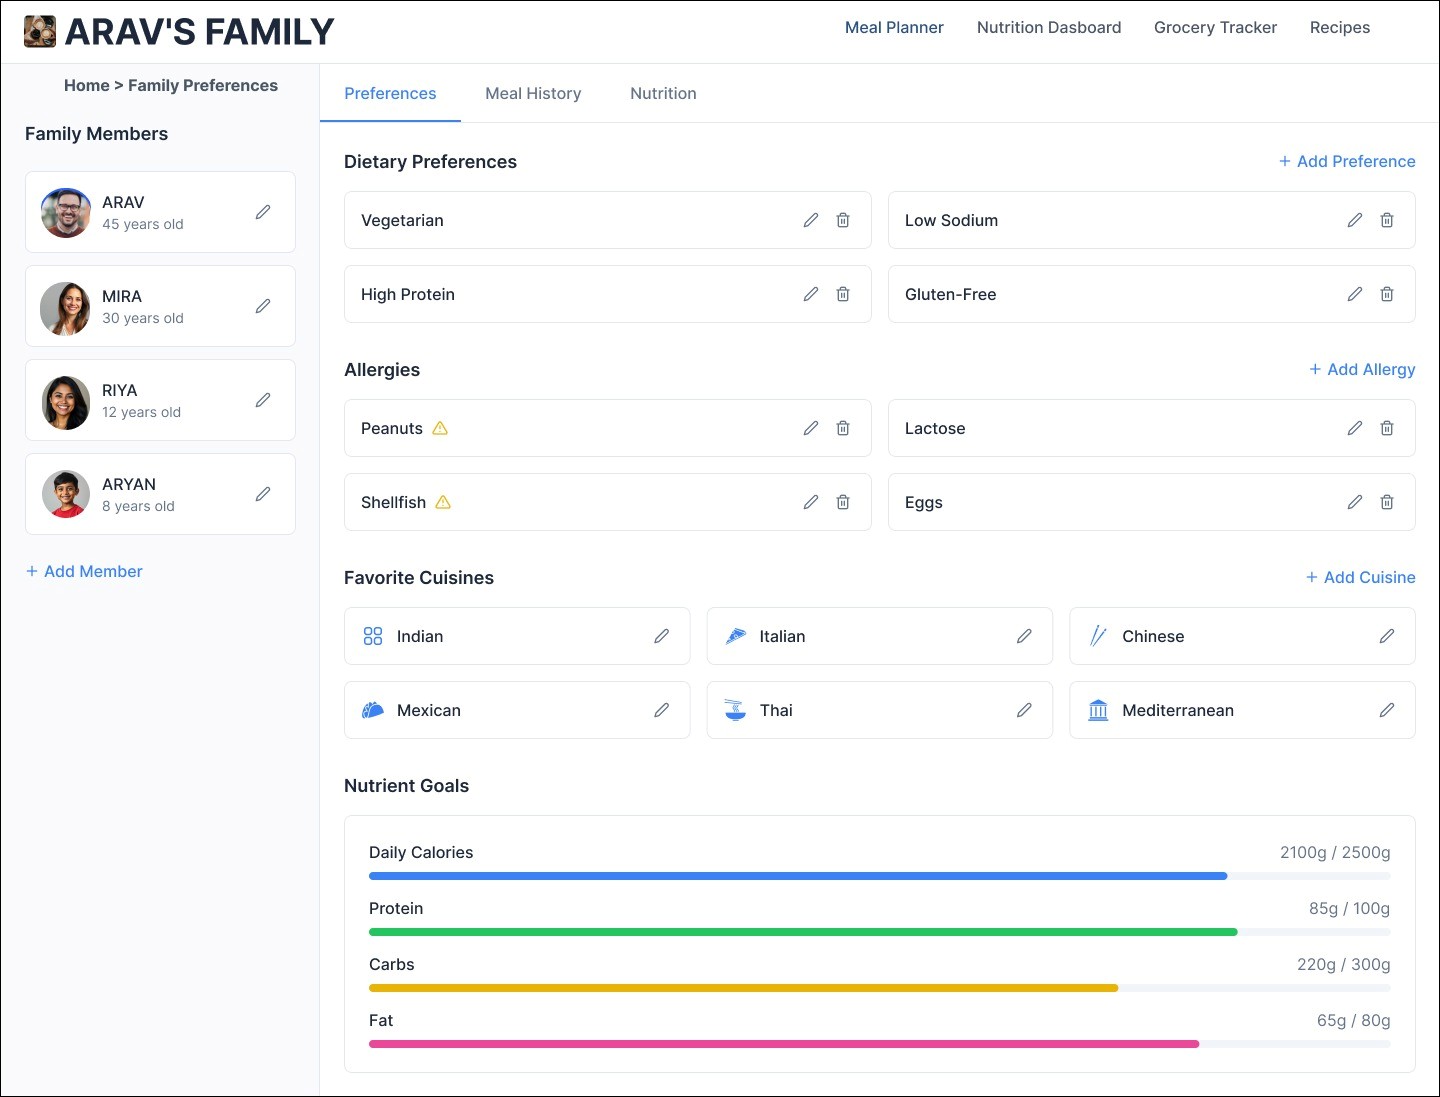 ARAV'S FAMILY
Meal Planner
Nutrition Dasboard
Grocery Tracker
Recipes
Home > Family Preferences
Family Members
ARAV
45 years old
MIRA
30 years old
RIYA
12 years old
ARYAN
8 years old
+ Add Member
Preferences
Meal History
Nutrition
Dietary Preferences
+ Add Preference
Vegetarian
Low Sodium
High Protein
Gluten-Free
Allergies
+ Add Allergy
Peanuts
Lactose
Shellfish
Eggs
Favorite Cuisines
+ Add Cuisine
Indian
Italian
Chinese
Mexican
Thai
Mediterranean
Nutrient Goals
Daily Calories
2100g / 2500g
Protein
85g / 100g
Carbs
220g / 300g
Fat
65g / 80g